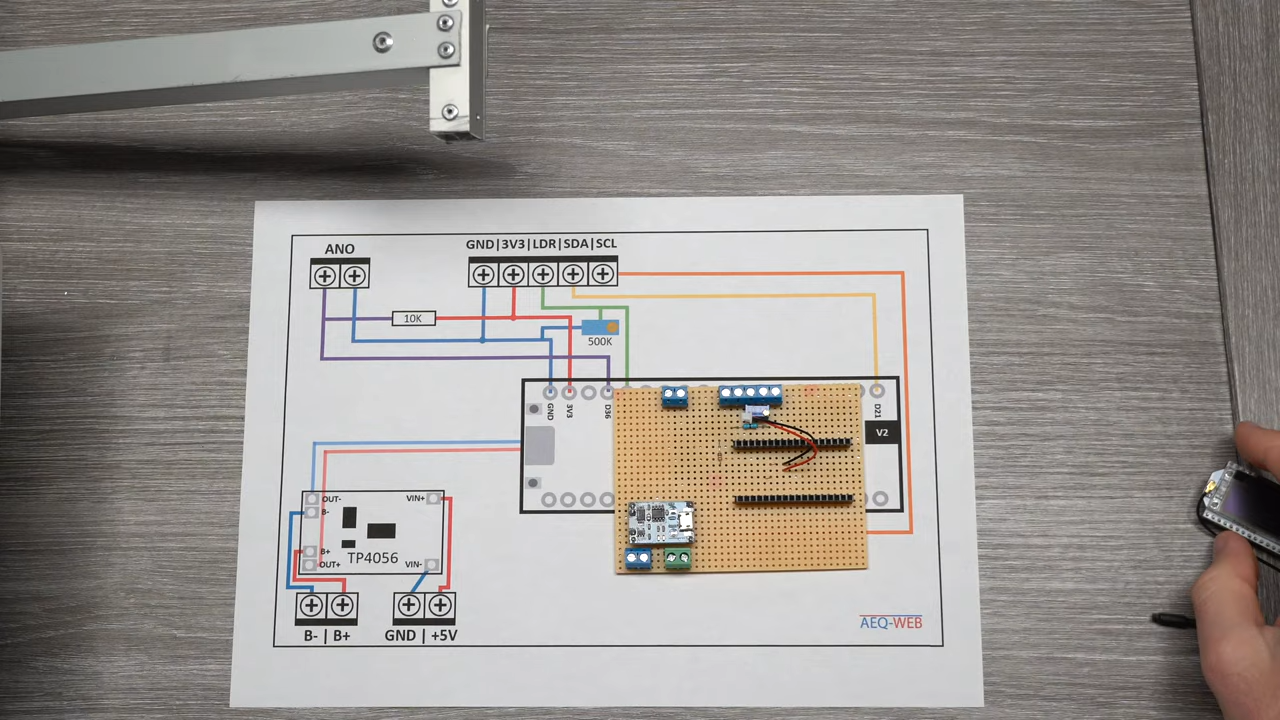 ANO
GND|3V3|LDR|SDA|SCL
10K
500K
GND
3V3
D36
D21
V2
OUT-
VIN+
B-
B+
TP4056
OUT+
VIN-
B- | B+
GND | +5V
AEQ-WEB